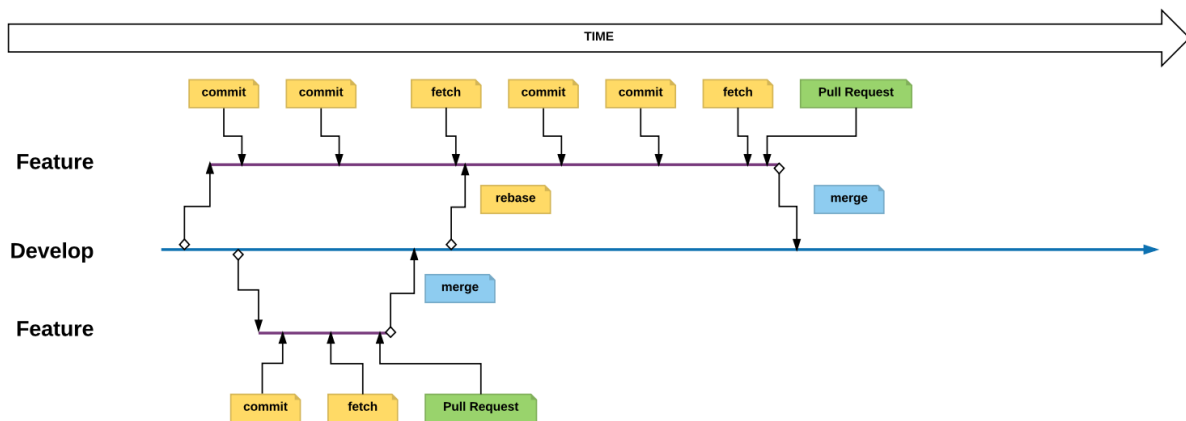 TIME
commit
commit
fetch
commit
commit
fetch
Pull Request
Feature
rebase
merge
Develop
merge
Feature
commit
fetch
Pull Request